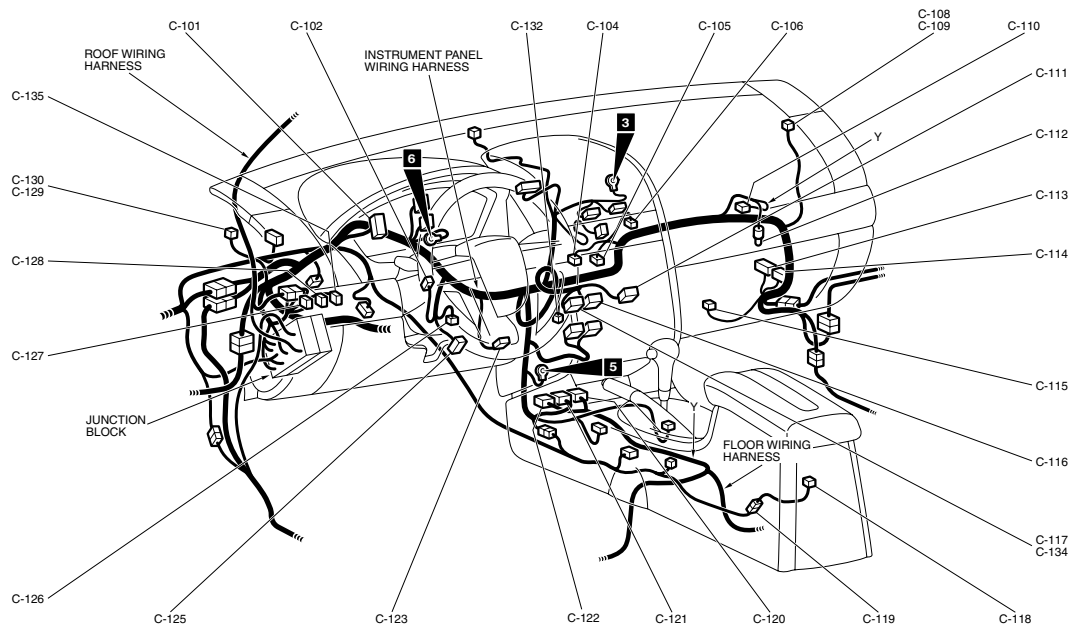 C-101
C-102
C-132
C-104
C-105
C-106
C-108
C-109
C-110
ROOF WIRING
HARNESS
INSTRUMENT PANEL
WIRING HARNESS
C-111
C-135
3
C-112
Y
6
C-130
C-129
C-113
C-128
C-114
C-127
5
C-115
JUNCTION
BLOCK
Y
FLOOR WIRING
HARNESS
C-116
C-117
C-134
C-126
C-125
C-123
C-122
C-121
C-120
C-119
C-118